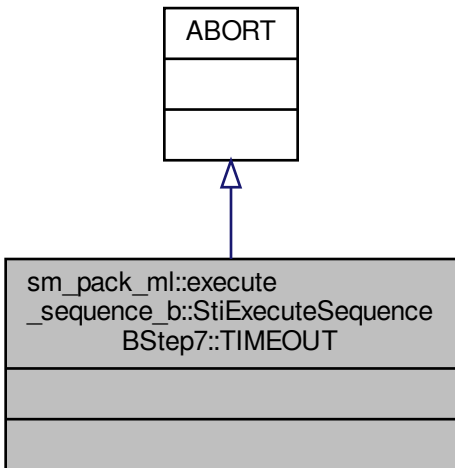 ABORT
sm_pack_ml::execute
_sequence_b::StiExecuteSequence
BStep7::TIMEOUT